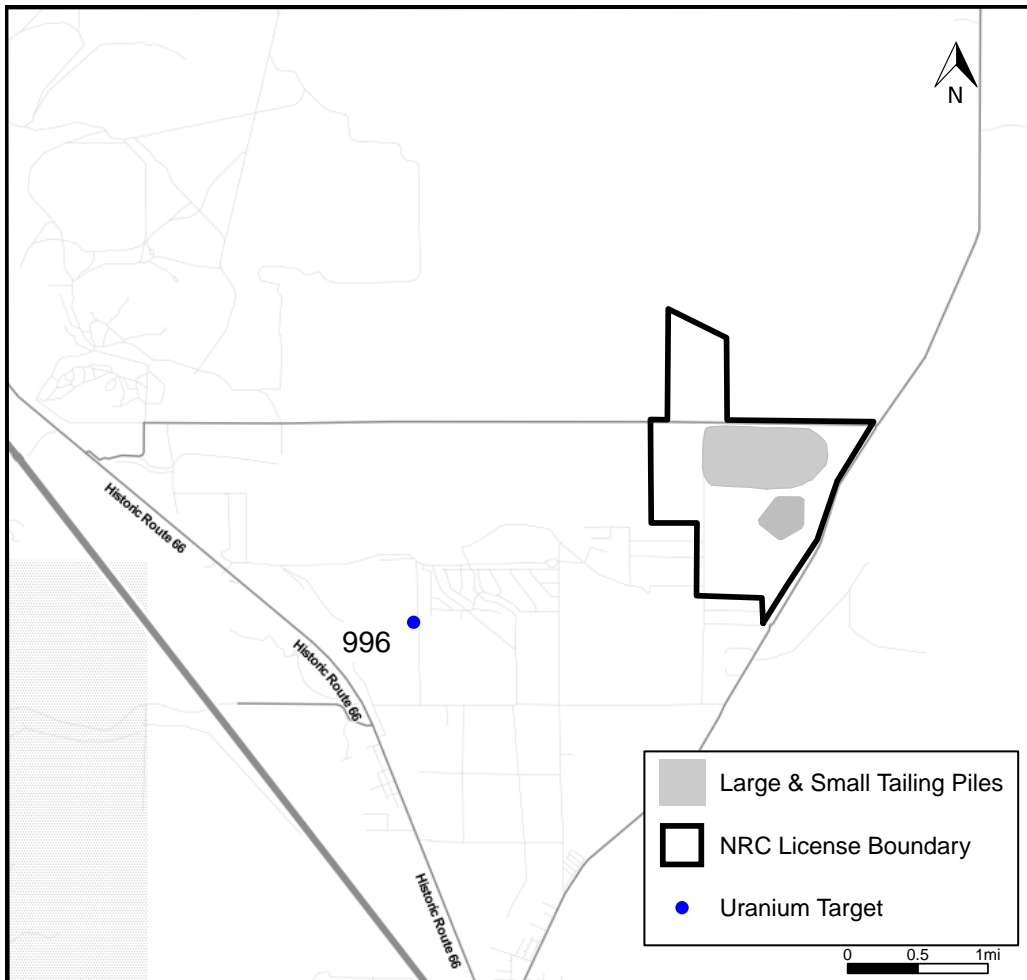 N
Historic Route 66
Historic Route 66
996
Historic Route 66
Large & Small Tailing Piles
NRC License Boundary
Uranium Target
0 0.5 1mi